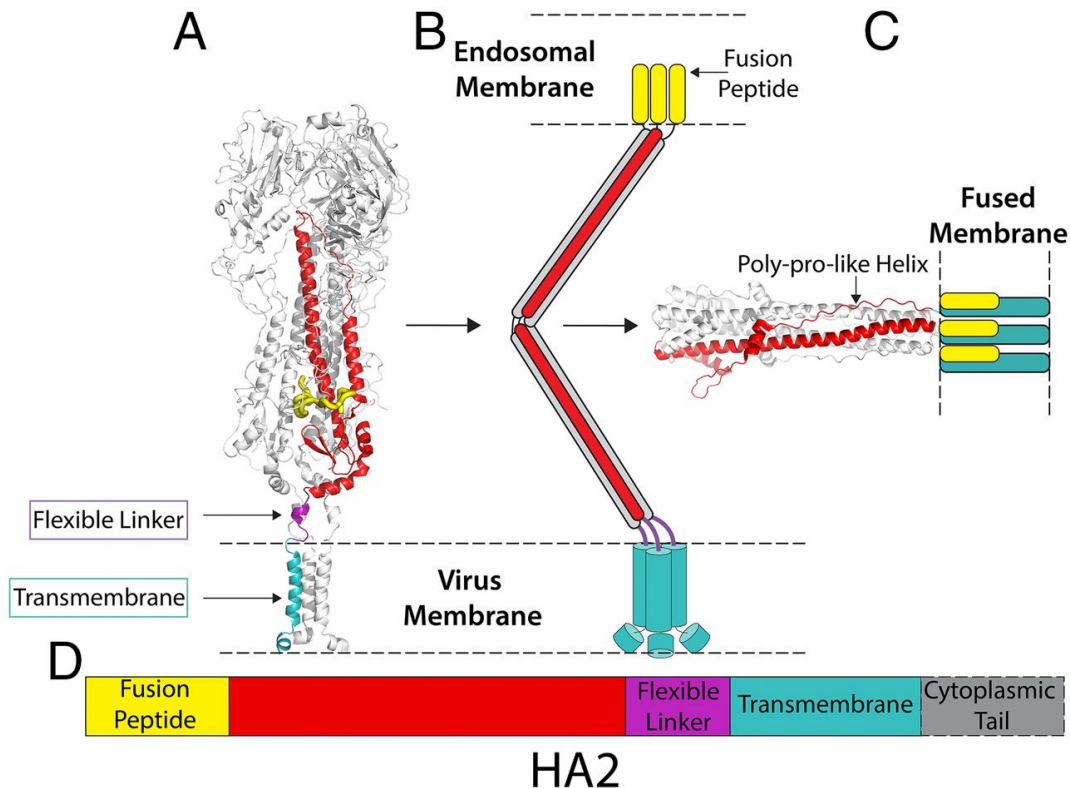 A
B
C
Endosomal
Membrane
Fusion
Peptide
Fused
Membrane
Poly-pro-like Helix
Flexible Linker
Transmembrane
Virus
Membrane
D
Fusion
Peptide
Flexible
Linker
Transmembrane
Cytoplasmic
Tail
HA2